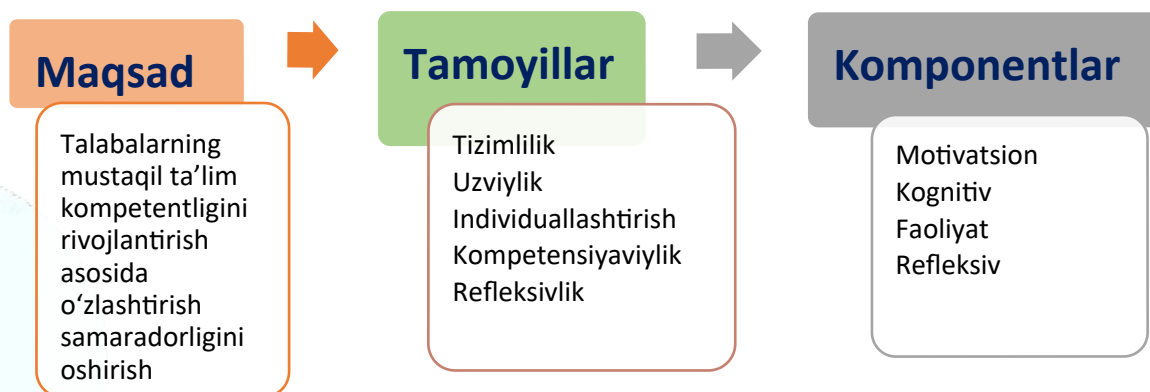 Maqsad
Talabalarning
mustaqil ta’lim
kompetentligini
rivojlantirish
asosida
o‘zlashtirish
samaradorligini
oshirish
Tamoyillar
Tizimlilik
Uzviylik
Individuallashtirish
Kompetensiyaviylik
Refleksivlik
Komponentlar
Motivatsion
Kognitiv
Faoliyat
Refleksiv